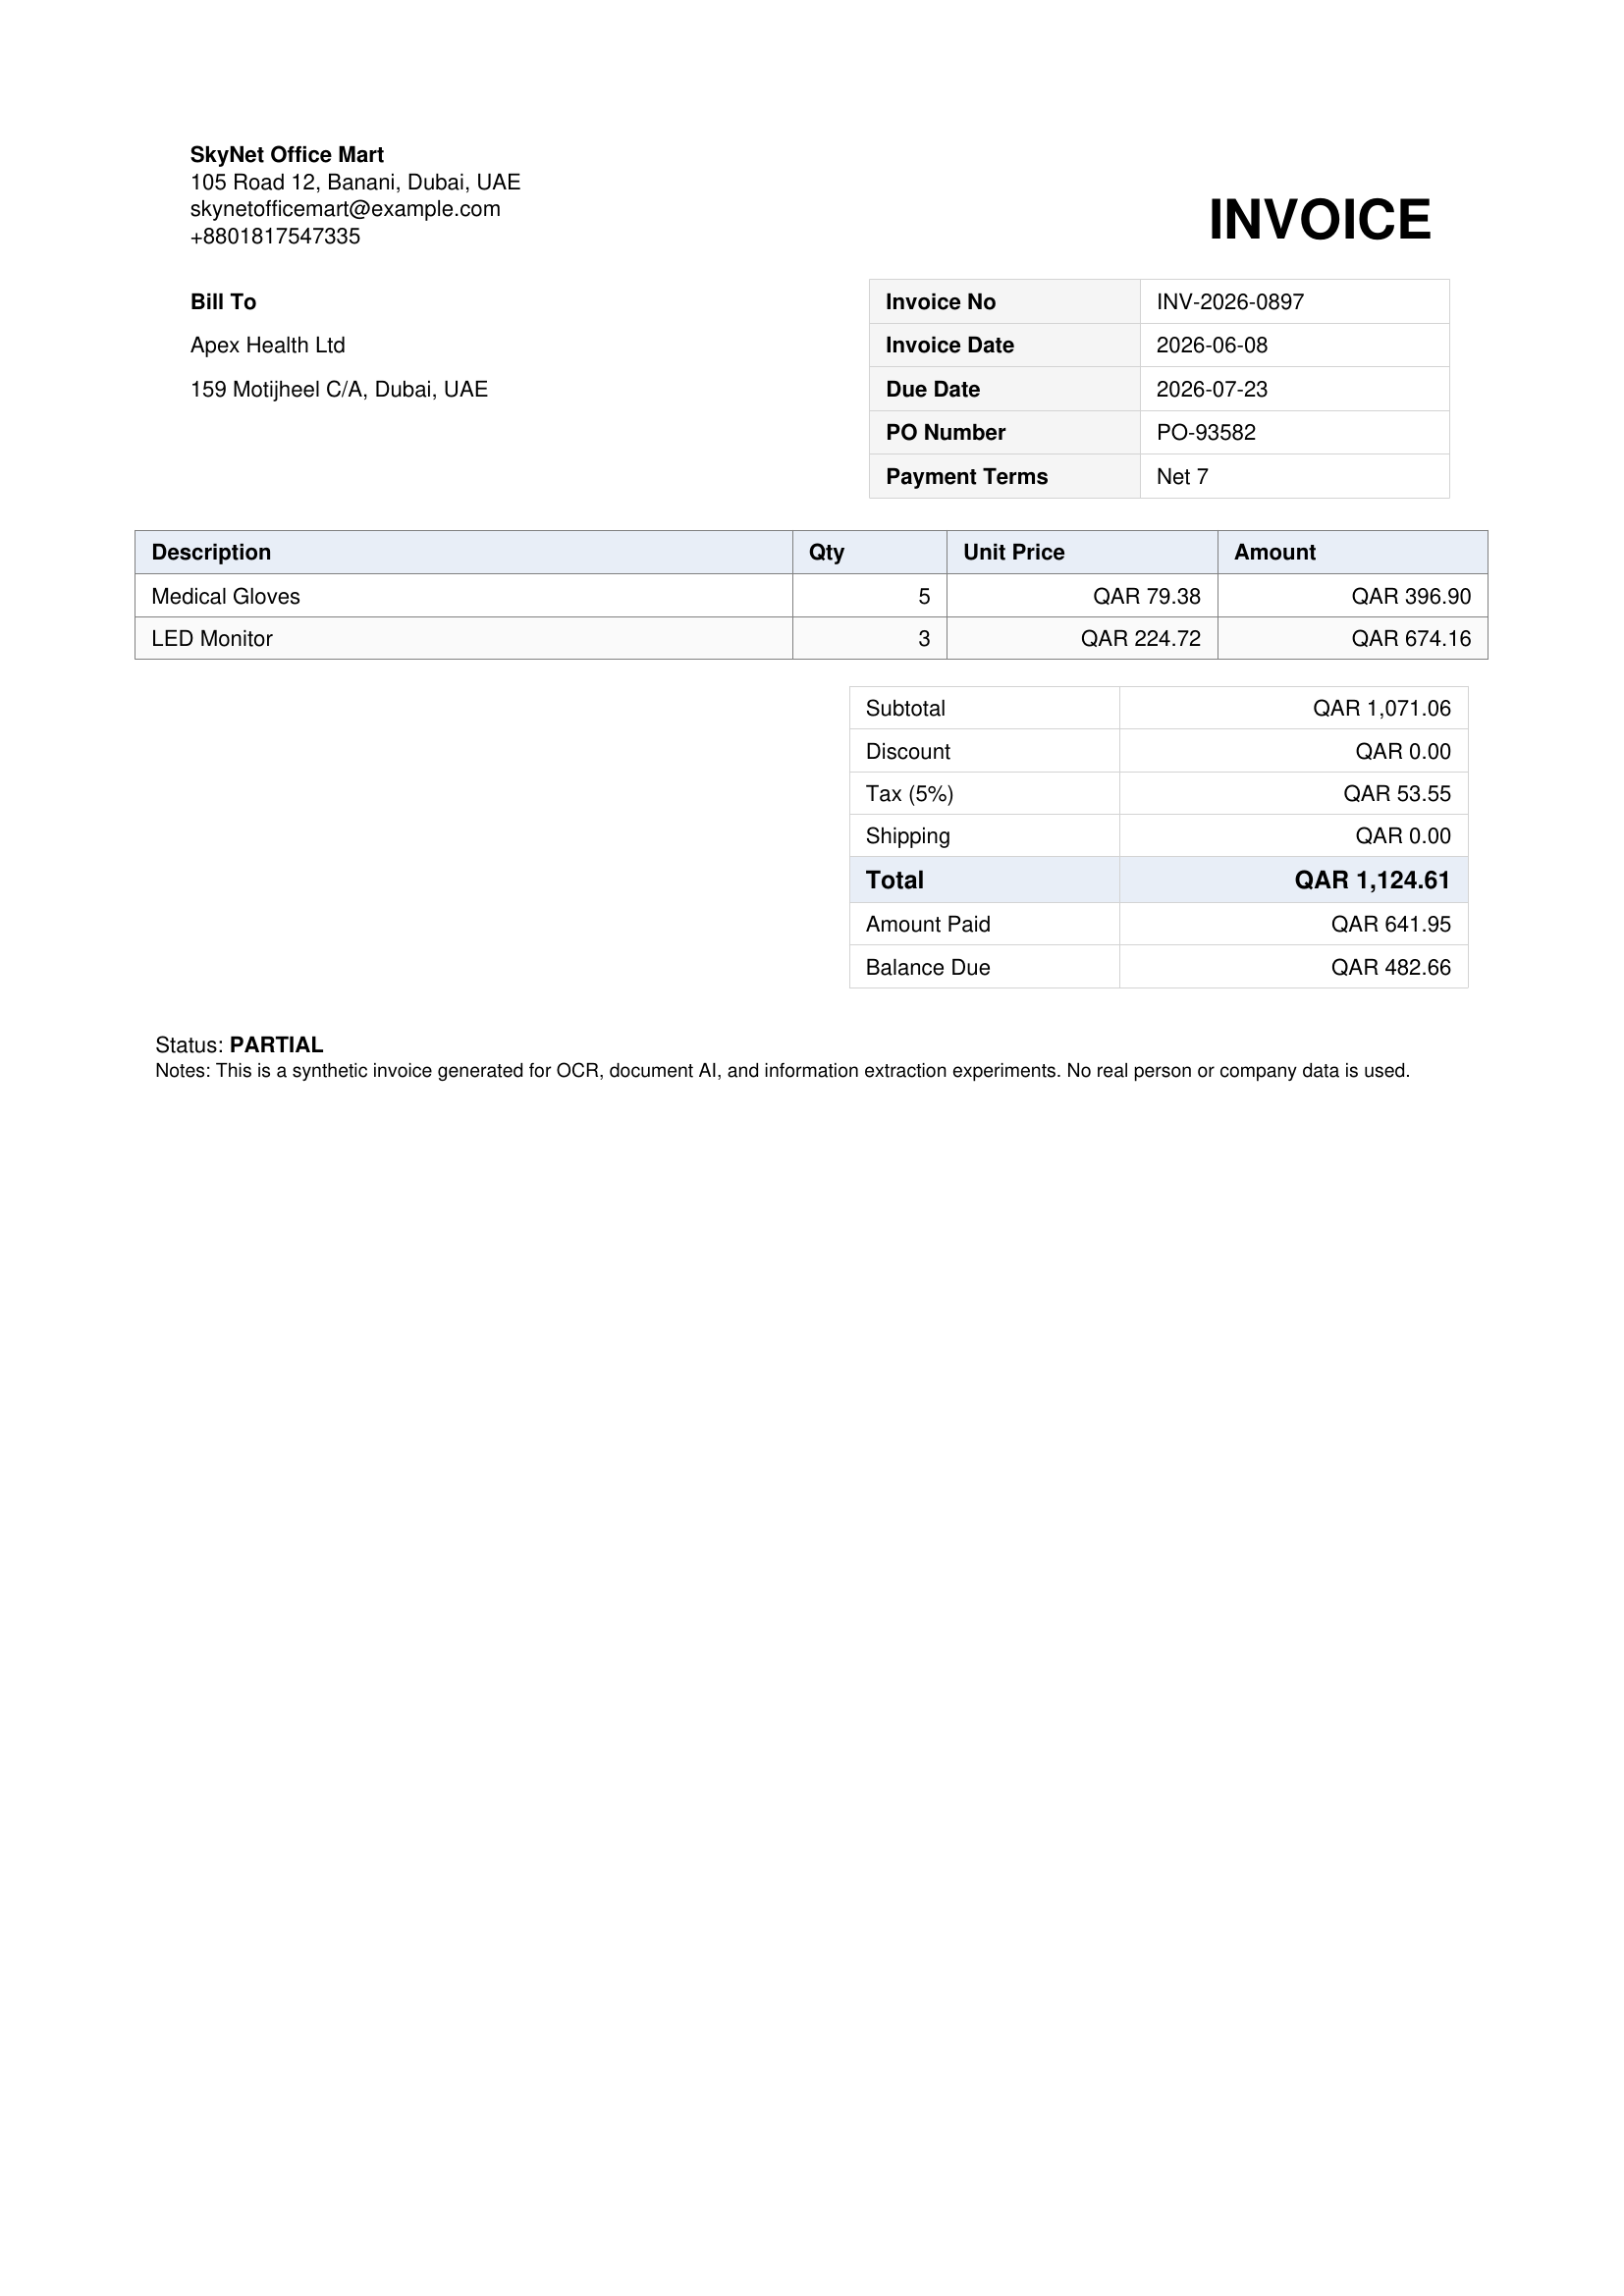 SkyNet Office Mart
105 Road 12, Banani, Dubai, UAE
skynetofficemart@example.com
+8801817547335
INVOICE
Bill To
Apex Health Ltd
159 Motijheel C/A, Dubai, UAE
Invoice No INV-2026-0897
Invoice Date 2026-06-08
Due Date 2026-07-23
PO Number PO-93582
Payment Terms Net 7
Description Qty Unit Price Amount
Medical Gloves 5 QAR 79.38 QAR 396.90
LED Monitor 3 QAR 224.72 QAR 674.16
Subtotal QAR 1,071.06
Discount QAR 0.00
Tax (5%) QAR 53.55
Shipping QAR 0.00
Total QAR 1,124.61
Amount Paid QAR 641.95
Balance Due QAR 482.66
Status: PARTIAL
Notes: This is a synthetic invoice generated for OCR, document AI, and information extraction experiments. No real person or company data is used.